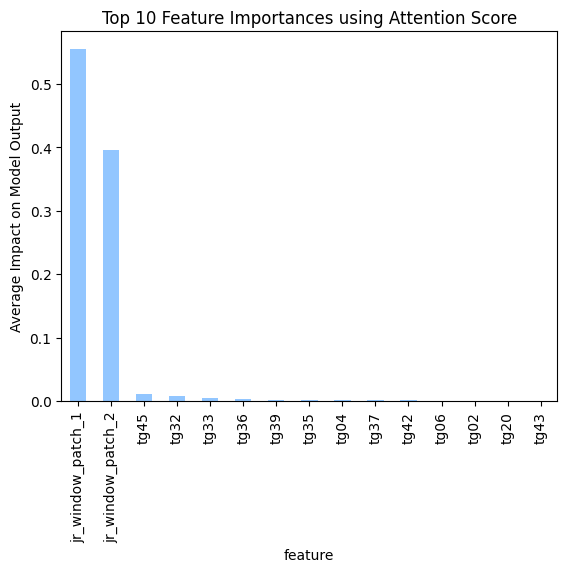 Top 10 Feature Importances using Attention Score
Average Impact on Model Output
0.5
0.4
0.3
0.2
0.1
0.0
jr_window_patch_1
jr_window_patch_2
tg45
tg32
tg33
tg36
tg39
tg35
tg04
tg37
tg42
tg06
tg02
tg20
tg43
feature